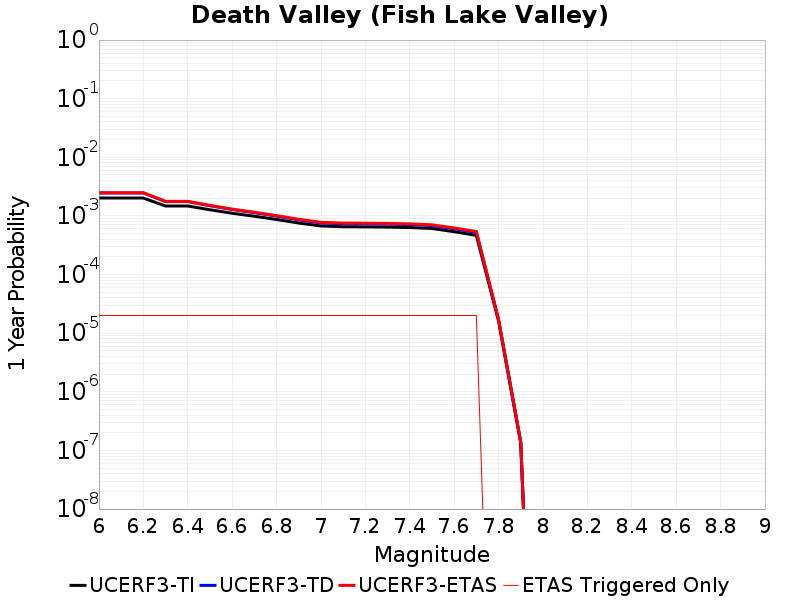 Death Valley (Fish Lake Valley)
10^0
10^-1
10^-2
10^-3
10^-4
10^-5
10^-6
10^-7
10^-8
1 Year Probability
6 6.2 6.4 6.6 6.8 7 7.2 7.4 7.6 7.8 8 8.2 8.4 8.6 8.8 9
Magnitude
UCERF3-TI UCERF3-TD UCERF3-ETAS ETAS Triggered Only